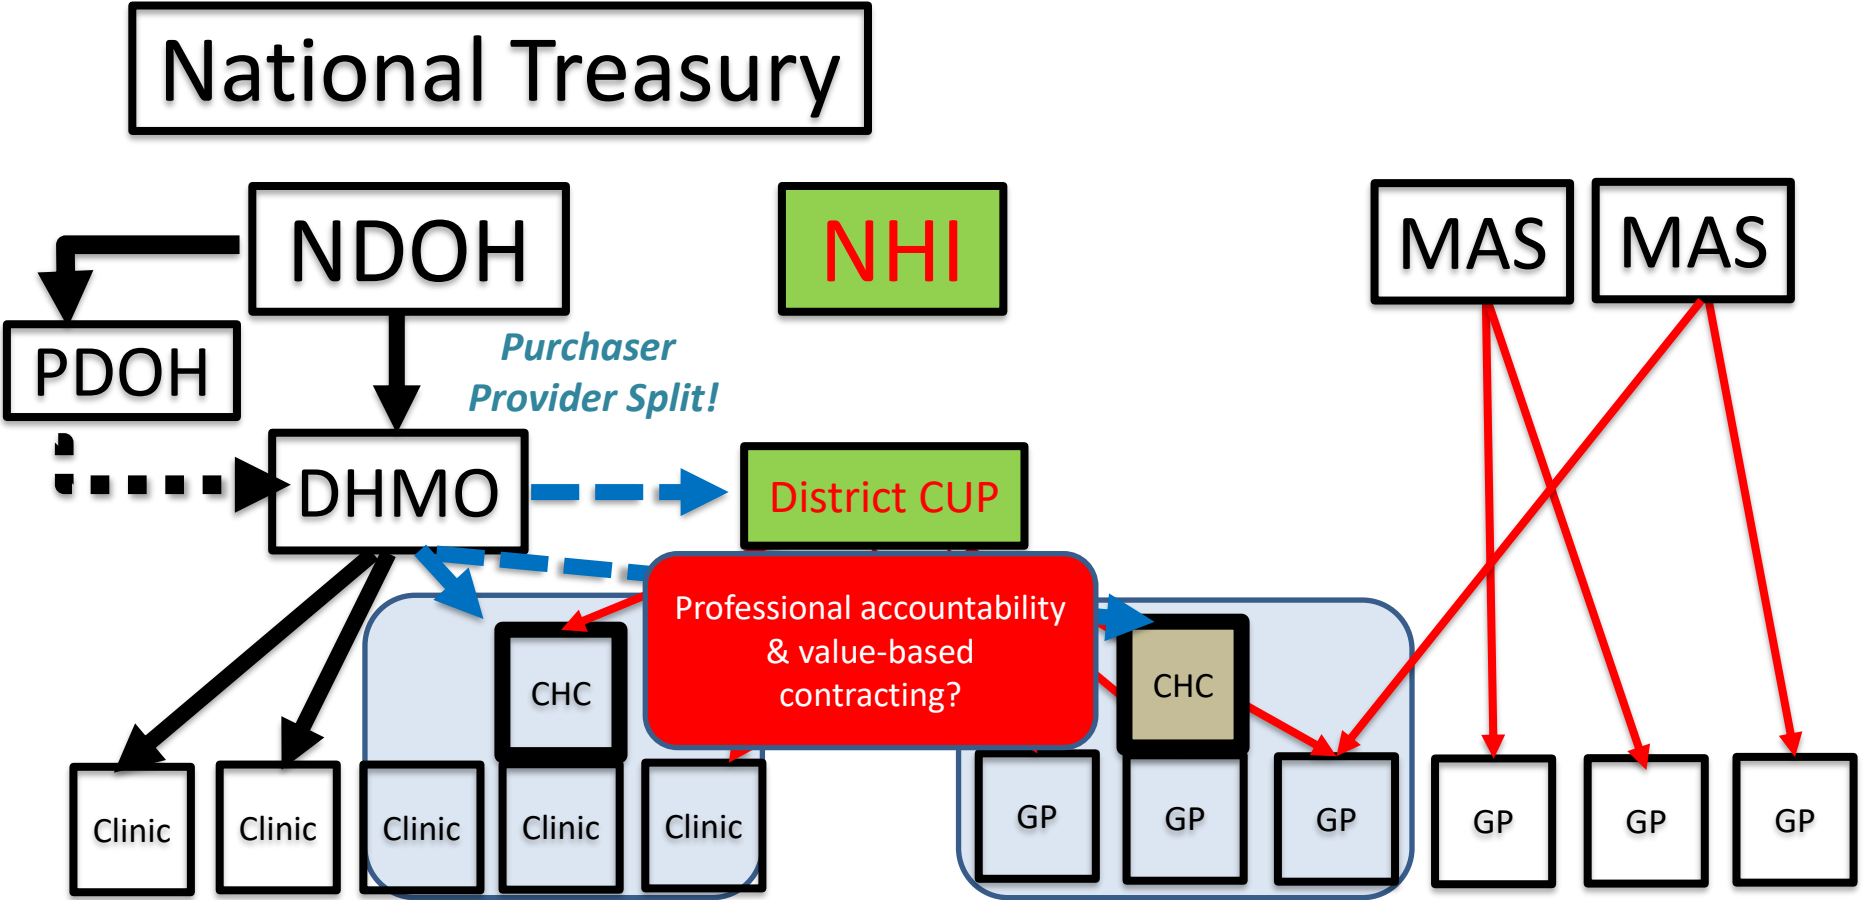 National Treasury
NDOH
NHI
MAS
MAS
PDOH
Purchaser
Provider Split!
DHMO
District CUP
Professional accountability
& value-based
contracting?
CHC
CHC
Clinic
Clinic
Clinic
Clinic
Clinic
GP
GP
GP
GP
GP
GP